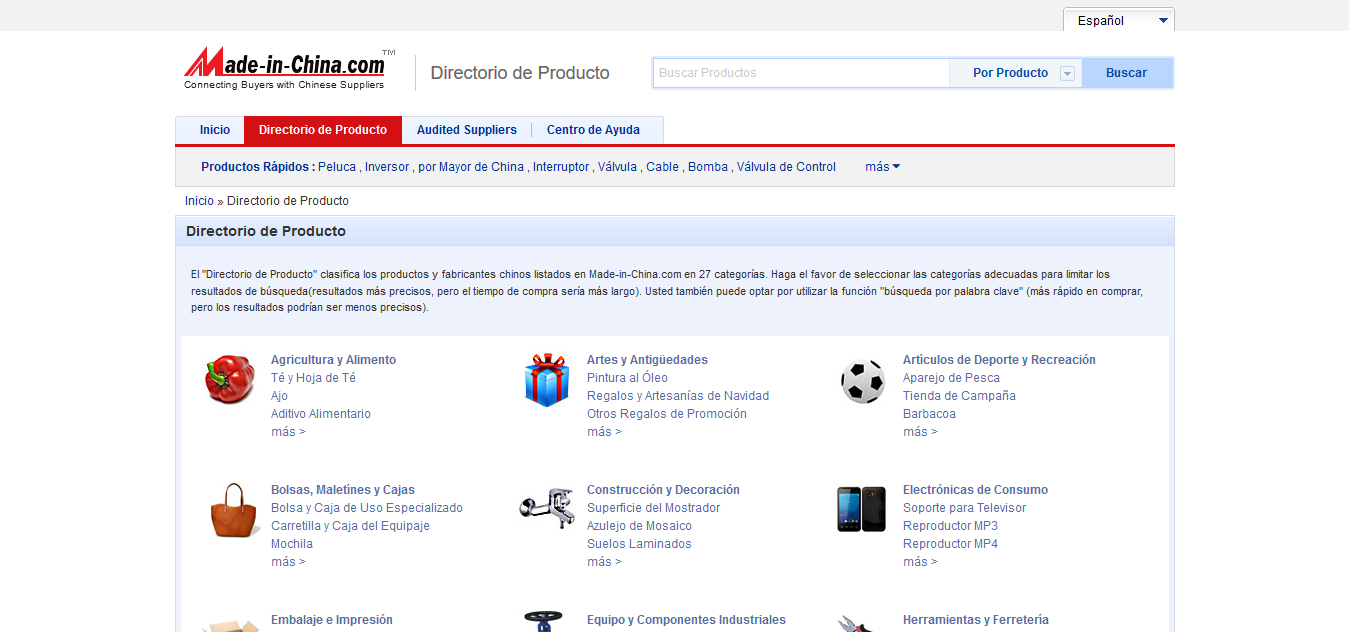 Español
Made-in-China.com TM
Connecting Buyers with Chinese Suppliers
Directorio de Producto
Buscar Productos
Por Producto
Buscar
Inicio
Directorio de Producto
Audited Suppliers
Centro de Ayuda
Productos Rápidos : Peluca , Inversor , por Mayor de China , Interruptor , Válvula , Cable , Bomba , Válvula de Control
más
Inicio » Directorio de Producto
Directorio de Producto
El "Directorio de Producto" clasifica los productos y fabricantes chinos listados en Made-in-China.com en 27 categorías. Haga el favor de seleccionar las categorías adecuadas para limitar los
resultados de búsqueda(resultados más precisos, pero el tiempo de compra sería más largo). Usted también puede optar por utilizar la función "búsqueda por palabra clave" (más rápido en comprar,
pero los resultados podrían ser menos precisos).
Agricultura y Alimento
Té y Hoja de Té
Ajo
Aditivo Alimentario
más >
Artes y Antigüedades
Pintura al Óleo
Regalos y Artesanías de Navidad
Otros Regalos de Promoción
más >
Artículos de Deporte y Recreación
Aparejo de Pesca
Tienda de Campaña
Barbacoa
más >
Bolsas, Maletines y Cajas
Bolsa y Caja de Uso Especializado
Carretilla y Caja del Equipaje
Mochila
más >
Construcción y Decoración
Superficie del Mostrador
Azulejo de Mosaico
Suelos Laminados
más >
Electrónicas de Consumo
Soporte para Televisor
Reproductor MP3
Reproductor MP4
más >
Embalaje e Impresión
Equipo y Componentes Industriales
Herramientas y Ferretería